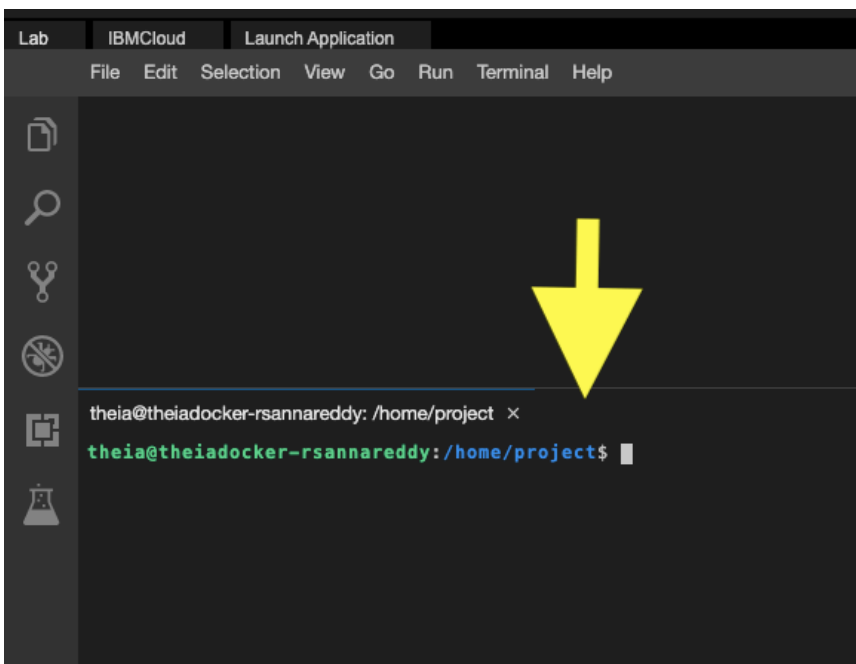 Lab IBMCloud Launch Application
File Edit Selection View Go Run Terminal Help
theia@theiadocker-rsannareddy: /home/project ×
theia@theiadocker-rsannareddy:/home/project$